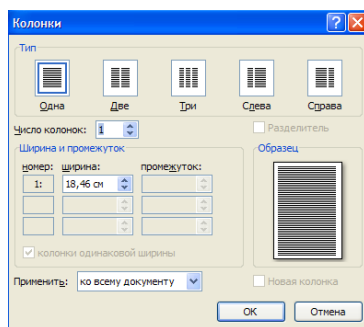 Колонки
Тип
Одна Две Три Слева Справа
Число колонок: 1 Разделитель
Ширина и промежуток Образец
номер: ширина: промежуток:
1: 18,46 см
колонки одинаковой ширины
Применить: ко всему документу Новая колонка
ОК Отмена